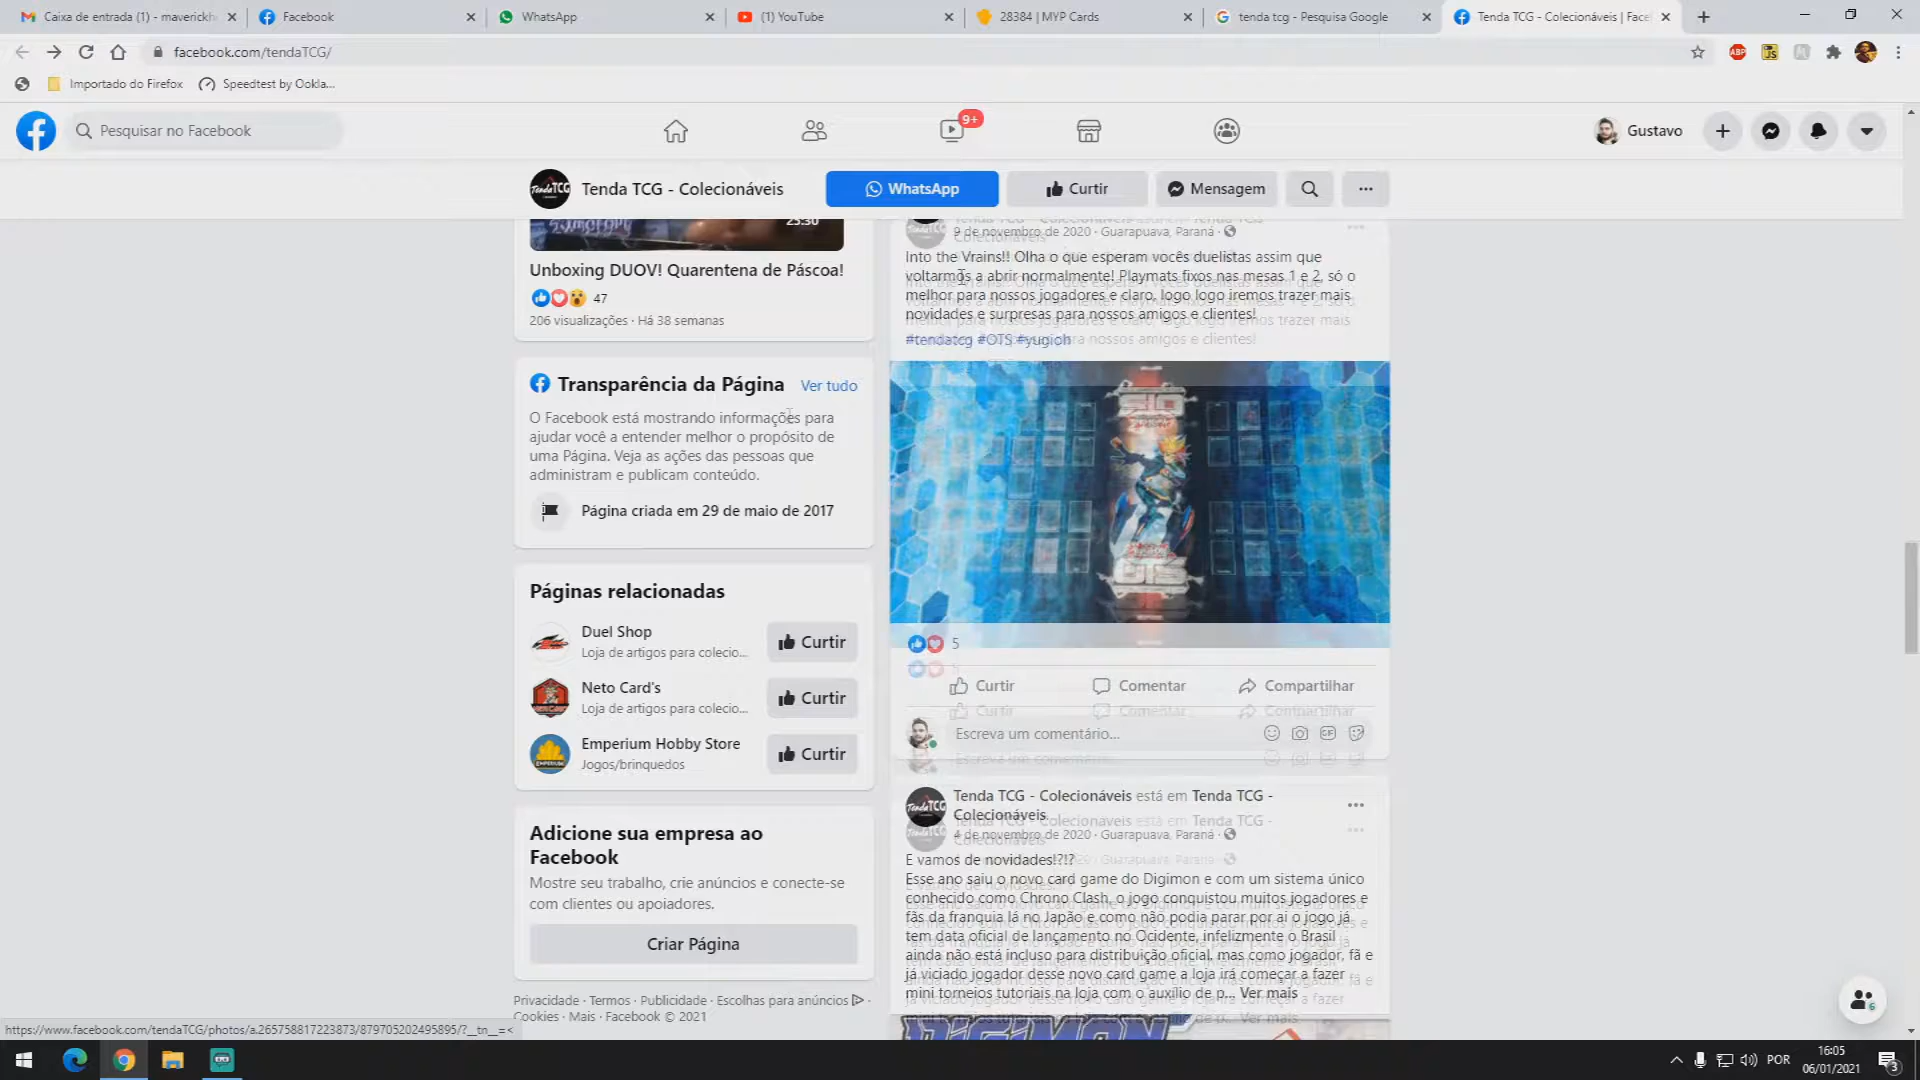 Caixa de entrada (1) - maverickh
Facebook
WhatsApp
(1) YouTube
28384 | MYP Cards
tenda tcg - Pesquisa Google
Tenda TCG - Colecionáveis | Face
facebook.com/tendaTCG/
ABP
JS
Importado do Firefox
Speedtest by Ookla...
Pesquisar no Facebook
9+
Gustavo
TendaTCG
Tenda TCG - Colecionáveis
WhatsApp
Curtir
Mensagem
Unboxing DUOV! Quarentena de Páscoa!
47
206 visualizações · Há 38 semanas
Transparência da Página
Ver tudo
O Facebook está mostrando informações para
ajudar você a entender melhor o propósito de
uma Página. Veja as ações das pessoas que
administram e publicam conteúdo.
Página criada em 29 de maio de 2017
Páginas relacionadas
Duel Shop
Loja de artigos para colecio...
Curtir
Neto Card's
Loja de artigos para colecio...
Curtir
Emperium Hobby Store
Jogos/brinquedos
Curtir
Adicione sua empresa ao
Facebook
Mostre seu trabalho, crie anúncios e conecte-se
com clientes ou apoiadores.
Criar Página
Privacidade · Termos · Publicidade · Escolhas para anúncios ·
Cookies · Mais · Facebook © 2021
9 de novembro de 2020 · Guarapuava, Paraná ·
Into the Vrains!! Olha o que esperam vocês duelistas assim que
voltarmos a abrir normalmente! Playmats fixos nas mesas 1 e 2, só o
melhor para nossos jogadores e claro, logo logo iremos trazer mais
novidades e surpresas para nossos amigos e clientes!
#tendatcg #OTS #yugioh
OTS
5
Curtir
Comentar
Compartilhar
Escreva um comentário...
TendaTCG
Tenda TCG - Colecionáveis está em Tenda TCG -
Colecionáveis.
4 de novembro de 2020 · Guarapuava, Paraná ·
E vamos de novidades!?!?
Esse ano saiu o novo card game do Digimon e com um sistema único
conhecido como Chrono Clash, o jogo conquistou muitos jogadores e
fãs da franquia lá no Japão e como não podia parar por ai o jogo já
tem data oficial de lançamento no Ocidente, infelizmente o Brasil
ainda não está incluso para distribuição oficial, mas como jogador, fã e
já viciado jogador desse novo card game a loja irá começar a fazer
mini torneios tutoriais na loja com o auxílio de p... Ver mais
DIGIMON
https://www.facebook.com/tendaTCG/photos/a.265758817223873/879705202495895/?__tn__=<
POR
16:05
06/01/2021
3